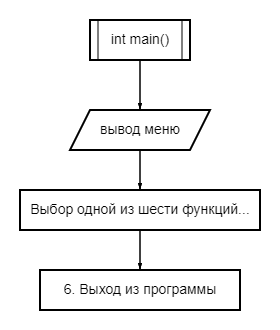 int main()
вывод меню
Выбор одной из шести функций...
6. Выход из программы